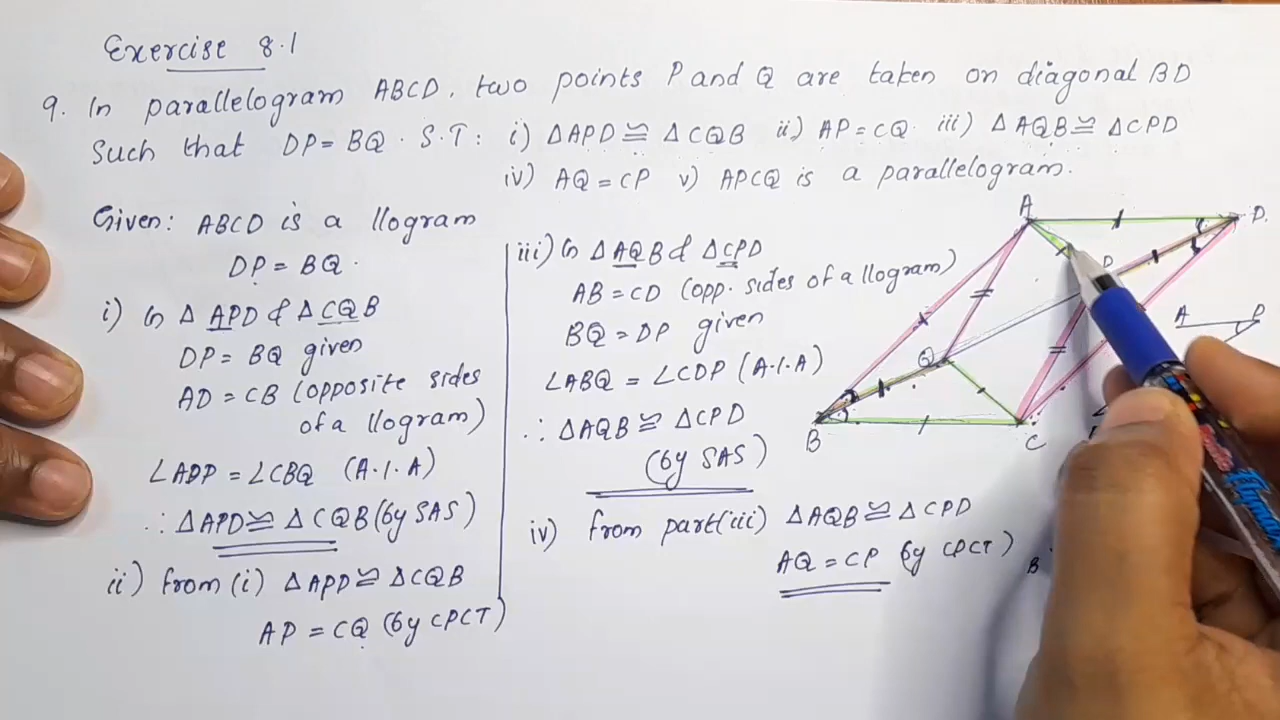 Exercise 8.1
9. In parallelogram ABCD, two points P and Q are taken on diagonal BD
Such that DP = BQ. S.T: i) ΔAPD ≅ ΔCQB ii) AP = CQ iii) ΔAQB ≅ ΔCPD
iv) AQ = CP v) APCQ is a parallelogram.
Given: ABCD is a llogram
DP = BQ.
i) In ΔAPD & ΔCQB
DP = BQ given
AD = CB (opposite sides
of a llogram)
∠ADP = ∠CBQ (A.I.A)
∴ ΔAPD ≅ ΔCQB (by SAS)
ii) from (i) ΔAPD ≅ ΔCQB
AP = CQ (by CPCT)
iii) In ΔAQB & ΔCPD
AB = CD (opp. sides of a llogram)
BQ = DP given
∠ABQ = ∠CDP (A.I.A)
∴ ΔAQB ≅ ΔCPD
(by SAS)
iv) from part(iii) ΔAQB ≅ ΔCPD
AQ = CP by CPCT)
A
D.
P
Q
B
C
A
D
B